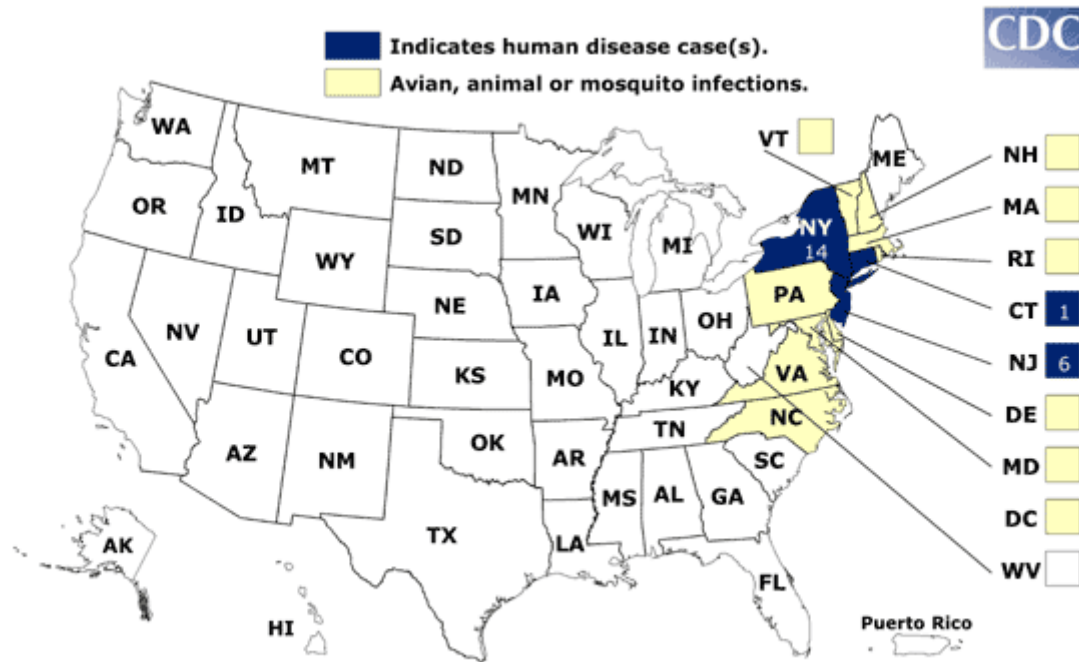 CDC
Indicates human disease case(s).
Avian, animal or mosquito infections.
WA
VT
ME
NH
MT
ND
MN
OR
ID
MA
SD
WI
MI
NY
14
RI
WY
IA
PA
NE
CT 1
NV
UT
CO
IL
IN
OH
CA
KS
MO
VA
NJ 6
KY
DE
NC
TN
AZ
NM
OK
AR
SC
MD
MS
AL
GA
DC
TX
LA
AK
WV
FL
HI
Puerto Rico